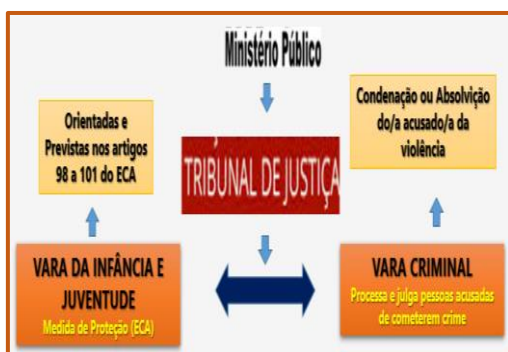 Ministério Público
Orientadas e
Previstas nos artigos
98 a 101 do ECA
Condenação ou Absolvição
do/a acusado/a da
violência
TRIBUNAL DE JUSTIÇA
VARA DA INFÂNCIA E
JUVENTUDE
Medida de Proteção (ECA)
VARA CRIMINAL
Processa e julga pessoas acusadas
de cometerem crime